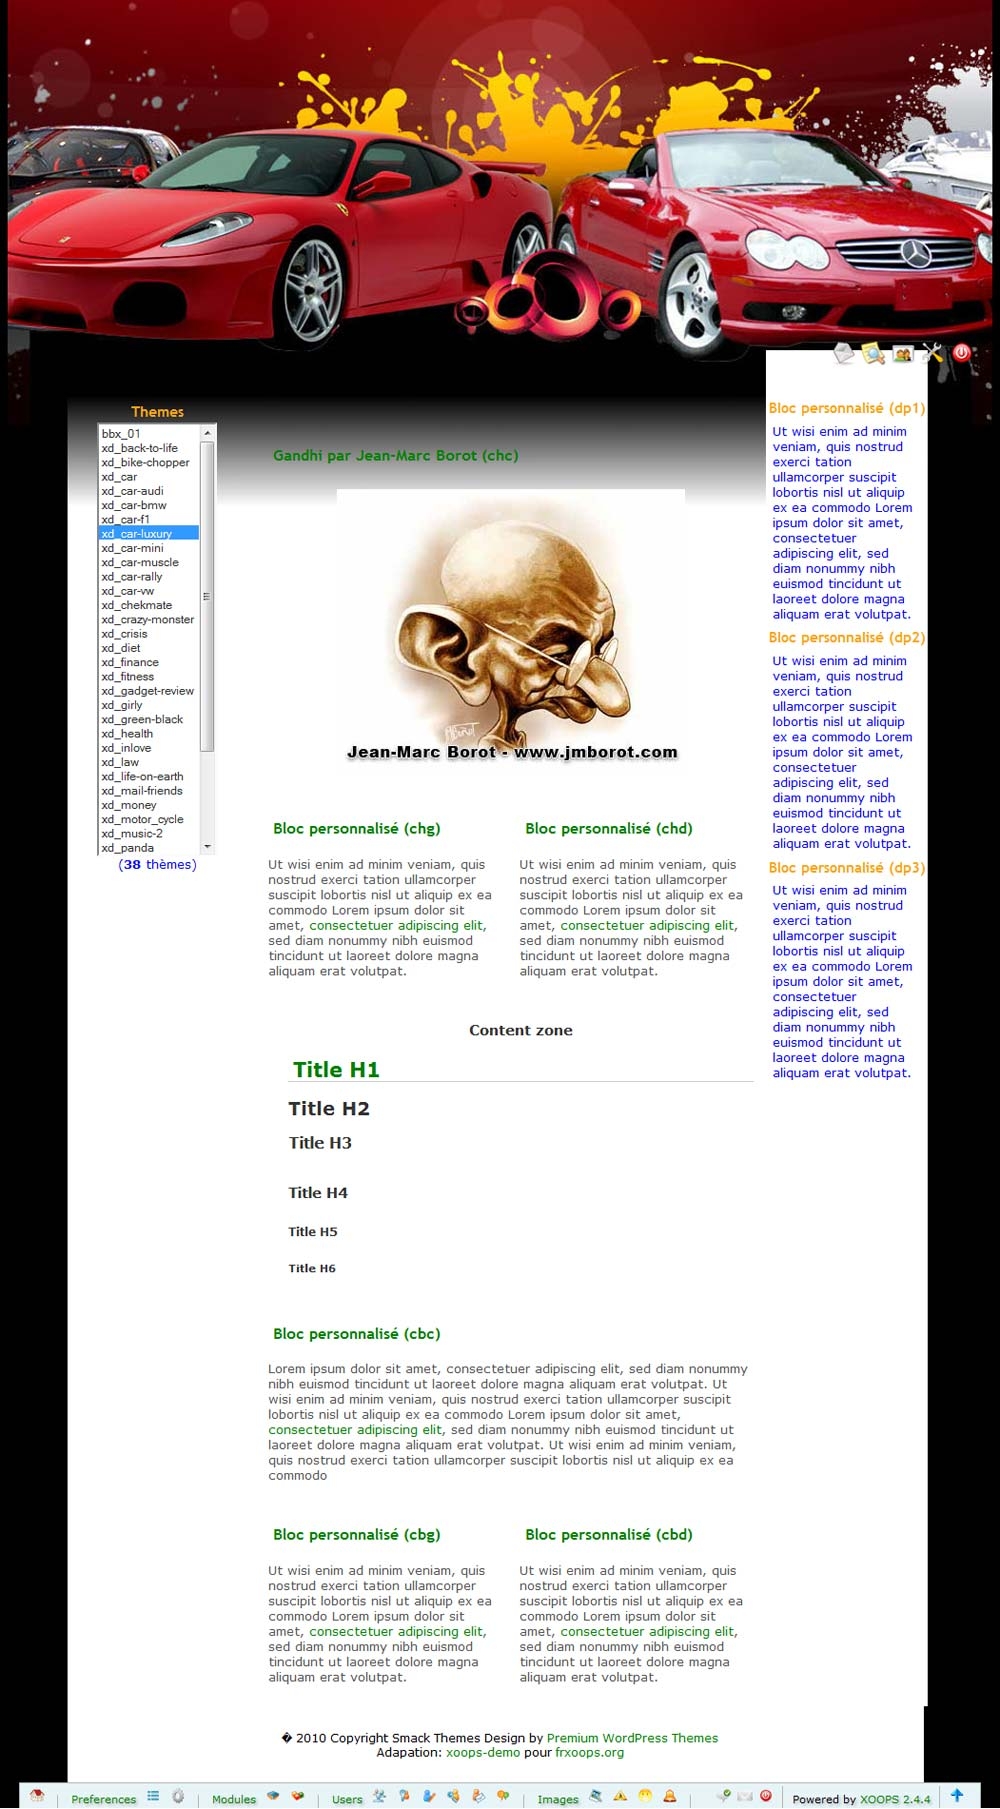 Themes
bbx_01
xd_back-to-life
xd_bike-chopper
xd_car
xd_car-audi
xd_car-bmw
xd_car-f1
xd_car-luxury
xd_car-mini
xd_car-muscle
xd_car-rally
xd_car-vw
xd_chekmate
xd_crazy-monster
xd_crisis
xd_diet
xd_finance
xd_fitness
xd_gadget-review
xd_girly
xd_green-black
xd_health
xd_inlove
xd_law
xd_life-on-earth
xd_mail-friends
xd_money
xd_motor_cycle
xd_music-2
xd_panda
(38 thèmes)
Gandhi par Jean-Marc Borot (chc)
Jean-Marc Borot - www.jmborot.com
Bloc personnalisé (chg)
Ut wisi enim ad minim veniam, quis
nostrud exerci tation ullamcorper
suscipit lobortis nisl ut aliquip ex ea
commodo Lorem ipsum dolor sit
amet, consectetuer adipiscing elit,
sed diam nonummy nibh euismod
tincidunt ut laoreet dolore magna
aliquam erat volutpat.
Bloc personnalisé (chd)
Ut wisi enim ad minim veniam, quis
nostrud exerci tation ullamcorper
suscipit lobortis nisl ut aliquip ex ea
commodo Lorem ipsum dolor sit
amet, consectetuer adipiscing elit,
sed diam nonummy nibh euismod
tincidunt ut laoreet dolore magna
aliquam erat volutpat.
Content zone
Title H1
Title H2
Title H3
Title H4
Title H5
Title H6
Bloc personnalisé (cbc)
Lorem ipsum dolor sit amet, consectetuer adipiscing elit, sed diam nonummy
nibh euismod tincidunt ut laoreet dolore magna aliquam erat volutpat. Ut
wisi enim ad minim veniam, quis nostrud exerci tation ullamcorper suscipit
lobortis nisl ut aliquip ex ea commodo Lorem ipsum dolor sit amet,
consectetuer adipiscing elit, sed diam nonummy nibh euismod tincidunt ut
laoreet dolore magna aliquam erat volutpat. Ut wisi enim ad minim veniam,
quis nostrud exerci tation ullamcorper suscipit lobortis nisl ut aliquip ex ea
commodo
Bloc personnalisé (cbg)
Ut wisi enim ad minim veniam, quis
nostrud exerci tation ullamcorper
suscipit lobortis nisl ut aliquip ex ea
commodo Lorem ipsum dolor sit
amet, consectetuer adipiscing elit,
sed diam nonummy nibh euismod
tincidunt ut laoreet dolore magna
aliquam erat volutpat.
Bloc personnalisé (cbd)
Ut wisi enim ad minim veniam, quis
nostrud exerci tation ullamcorper
suscipit lobortis nisl ut aliquip ex ea
commodo Lorem ipsum dolor sit
amet, consectetuer adipiscing elit,
sed diam nonummy nibh euismod
tincidunt ut laoreet dolore magna
aliquam erat volutpat.
Bloc personnalisé (dp1)
Ut wisi enim ad minim
veniam, quis nostrud
exerci tation
ullamcorper suscipit
lobortis nisl ut aliquip
ex ea commodo Lorem
ipsum dolor sit amet,
consectetuer
adipiscing elit, sed
diam nonummy nibh
euismod tincidunt ut
laoreet dolore magna
aliquam erat volutpat.
Bloc personnalisé (dp2)
Ut wisi enim ad minim
veniam, quis nostrud
exerci tation
ullamcorper suscipit
lobortis nisl ut aliquip
ex ea commodo Lorem
ipsum dolor sit amet,
consectetuer
adipiscing elit, sed
diam nonummy nibh
euismod tincidunt ut
laoreet dolore magna
aliquam erat volutpat.
Bloc personnalisé (dp3)
Ut wisi enim ad minim
veniam, quis nostrud
exerci tation
ullamcorper suscipit
lobortis nisl ut aliquip
ex ea commodo Lorem
ipsum dolor sit amet,
consectetuer
adipiscing elit, sed
diam nonummy nibh
euismod tincidunt ut
laoreet dolore magna
aliquam erat volutpat.
� 2010 Copyright Smack Themes Design by Premium WordPress Themes
Adapation: xoops-demo pour frxoops.org
Preferences | Modules | Users | Images | Powered by XOOPS 2.4.4